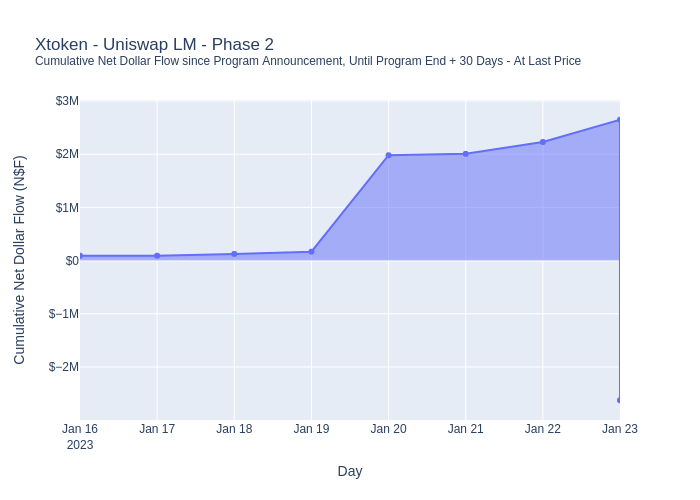 Xtoken - Uniswap LM - Phase 2
Cumulative Net Dollar Flow since Program Announcement, Until Program End + 30 Days - At Last Price
Cumulative Net Dollar Flow (N$F)
$3M
$2M
$1M
$0
$−1M
$−2M
Jan 16
2023
Jan 17
Jan 18
Jan 19
Jan 20
Jan 21
Jan 22
Jan 23
Day